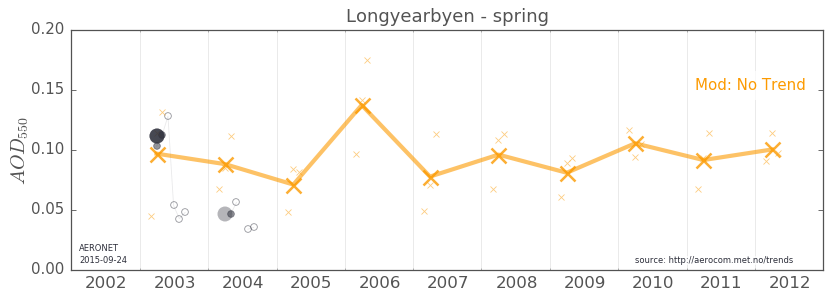 Longyearbyen - spring
0.20
0.15
0.10
0.05
0.00
AOD550
Mod: No Trend
AERONET
2015-09-24
source: http://aerocom.met.no/trends
2002 2003 2004 2005 2006 2007 2008 2009 2010 2011 2012